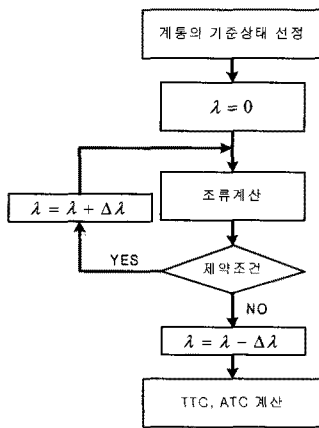 계통의 기준상태 선정
λ = 0
조류계산
λ = λ + Δλ
YES
제약조건
NO
λ = λ - Δλ
TTC, ATC 계산